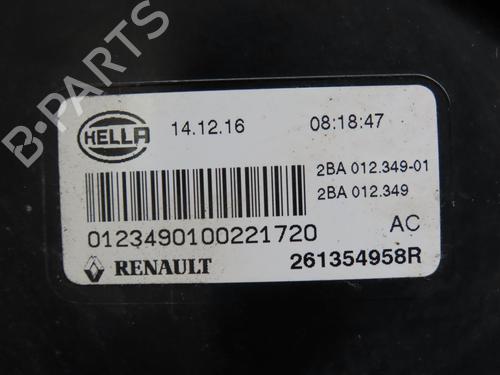 B-PARTS
HELLA
14.12.16 08:18:47
2BA 012.349-01
2BA 012.349
0123490100221720
AC
RENAULT
261354958R